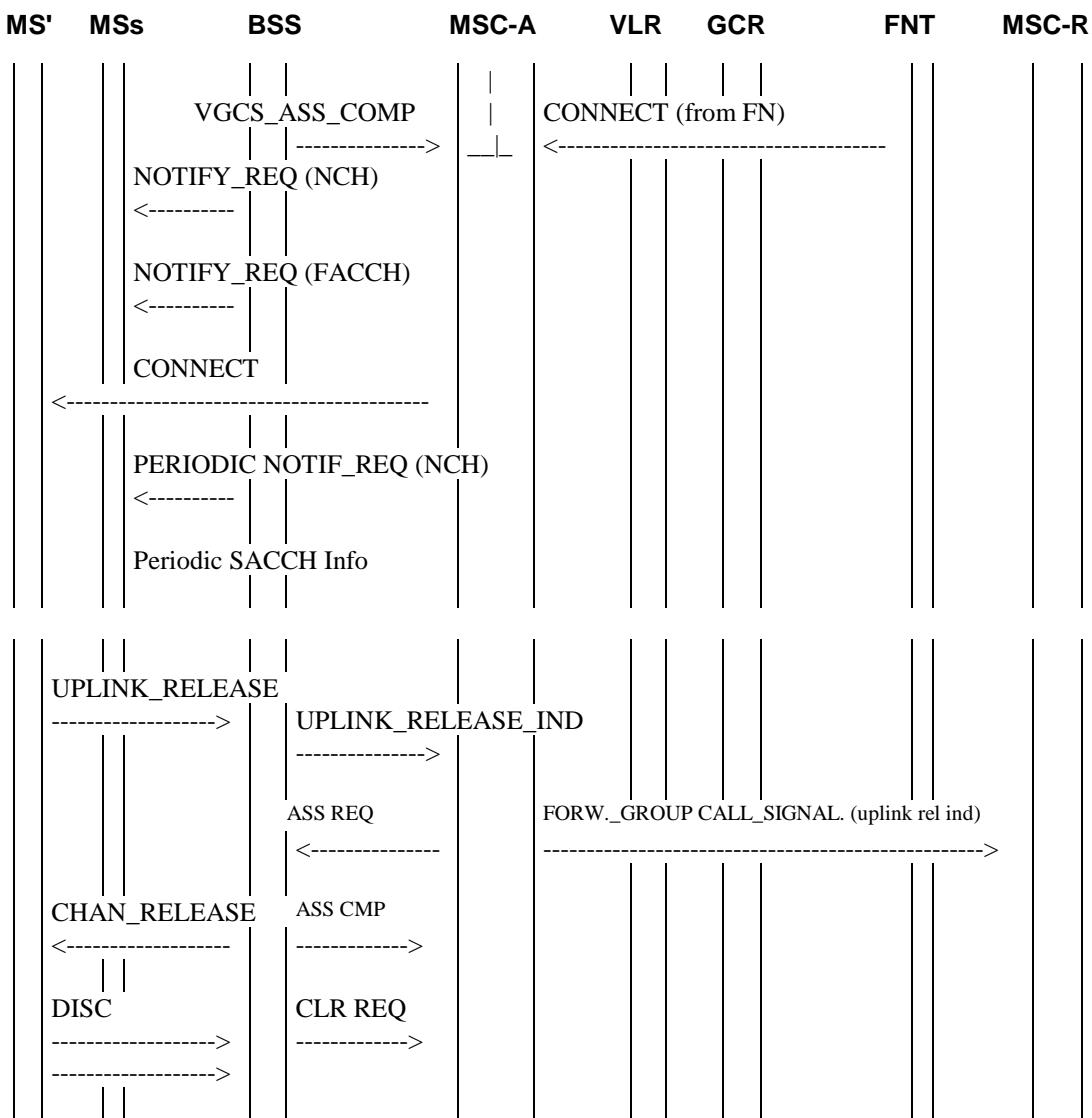 MS' MSs BSS MSC-A VLR GCR FNT MSC-R
VGCS_ASS_COMP CONNECT (from FN)
NOTIFY_REQ (NCH)
NOTIFY_REQ (FACCH)
CONNECT
PERIODIC NOTIF_REQ (NCH)
Periodic SACCH Info
UPLINK_RELEASE
UPLINK_RELEASE_IND
ASS REQ FORW._GROUP CALL_SIGNAL. (uplink rel ind)
CHAN_RELEASE ASS CMP
DISC CLR REQ